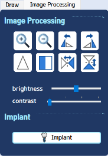 Draw Image Processing
Image Processing
brightness
contrast
Implant
Implant